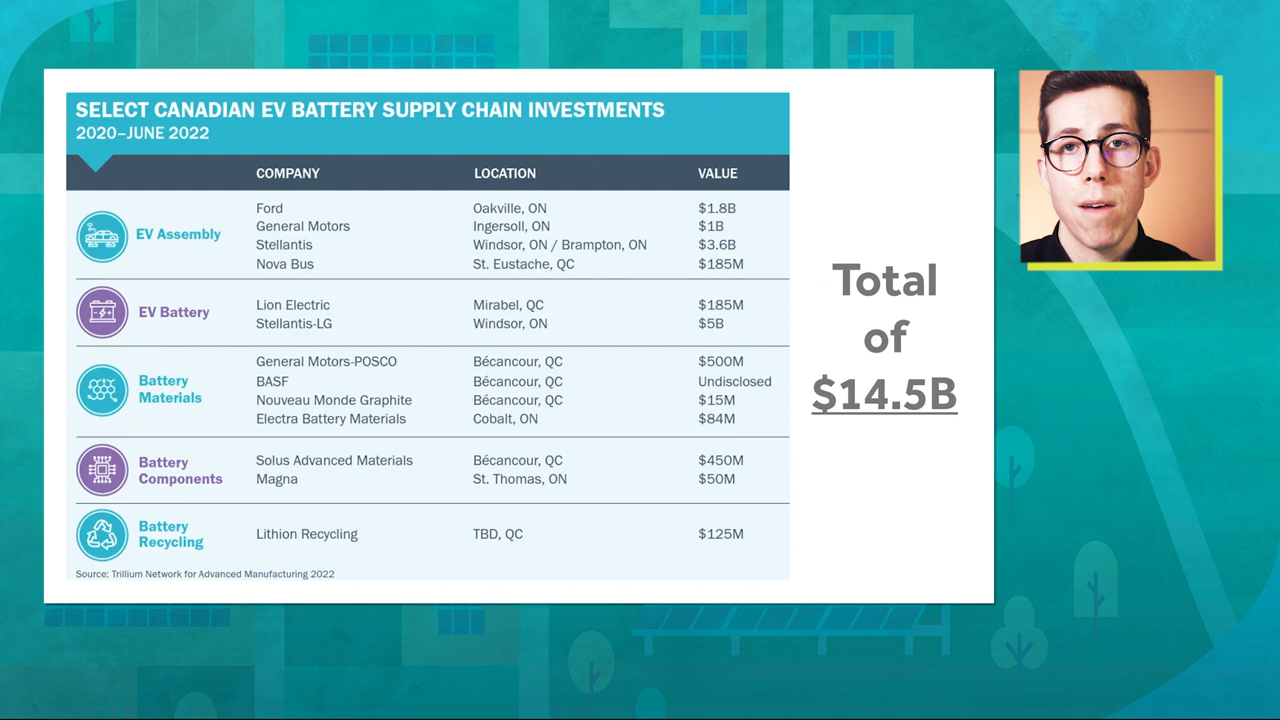 SELECT CANADIAN EV BATTERY SUPPLY CHAIN INVESTMENTS
2020–JUNE 2022
COMPANY LOCATION VALUE
EV Assembly
Ford Oakville, ON $1.8B
General Motors Ingersoll, ON $1B
Stellantis Windsor, ON / Brampton, ON $3.6B
Nova Bus St. Eustache, QC $185M
EV Battery
Lion Electric Mirabel, QC $185M
Stellantis-LG Windsor, ON $5B
Battery
Materials
General Motors-POSCO Bécancour, QC $500M
BASF Bécancour, QC Undisclosed
Nouveau Monde Graphite Bécancour, QC $15M
Electra Battery Materials Cobalt, ON $84M
Battery
Components
Solus Advanced Materials Bécancour, QC $450M
Magna St. Thomas, ON $50M
Battery
Recycling
Lithion Recycling TBD, QC $125M
Source: Trillium Network for Advanced Manufacturing 2022
Total
of
$14.5B